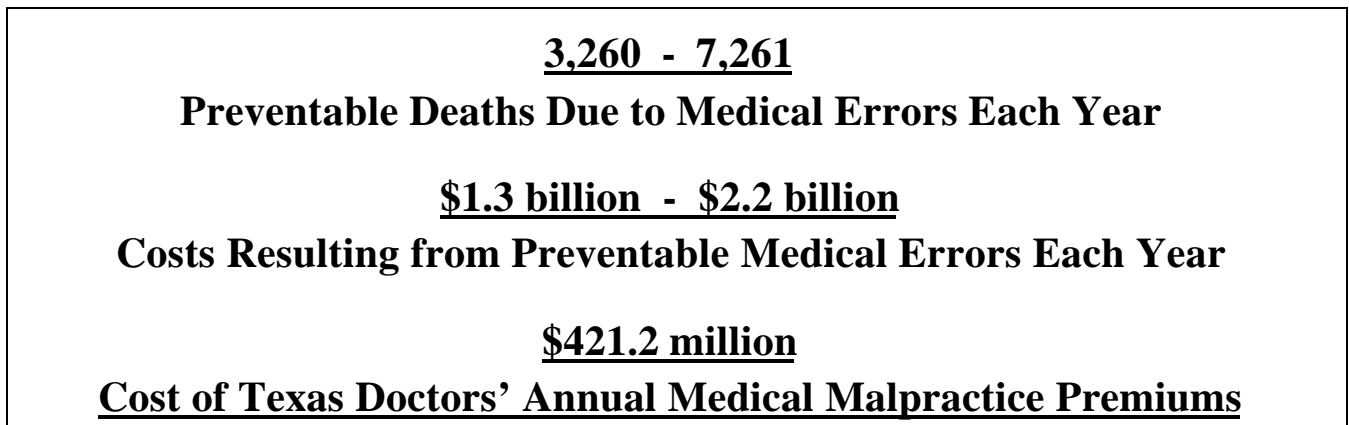 3,260 - 7,261
Preventable Deaths Due to Medical Errors Each Year
$1.3 billion - $2.2 billion
Costs Resulting from Preventable Medical Errors Each Year
$421.2 million
Cost of Texas Doctors’ Annual Medical Malpractice Premiums